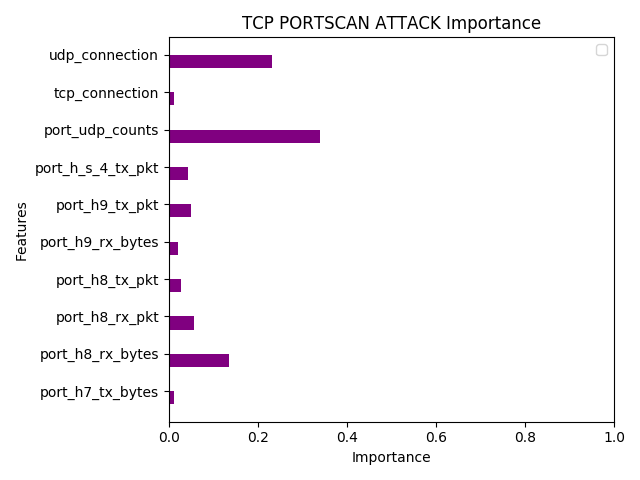 TCP PORTSCAN ATTACK Importance
udp_connection
tcp_connection
port_udp_counts
port_h_s_4_tx_pkt
port_h9_tx_pkt
port_h9_rx_bytes
port_h8_tx_pkt
port_h8_rx_pkt
port_h8_rx_bytes
port_h7_tx_bytes
Features
0.0 0.2 0.4 0.6 0.8 1.0
Importance